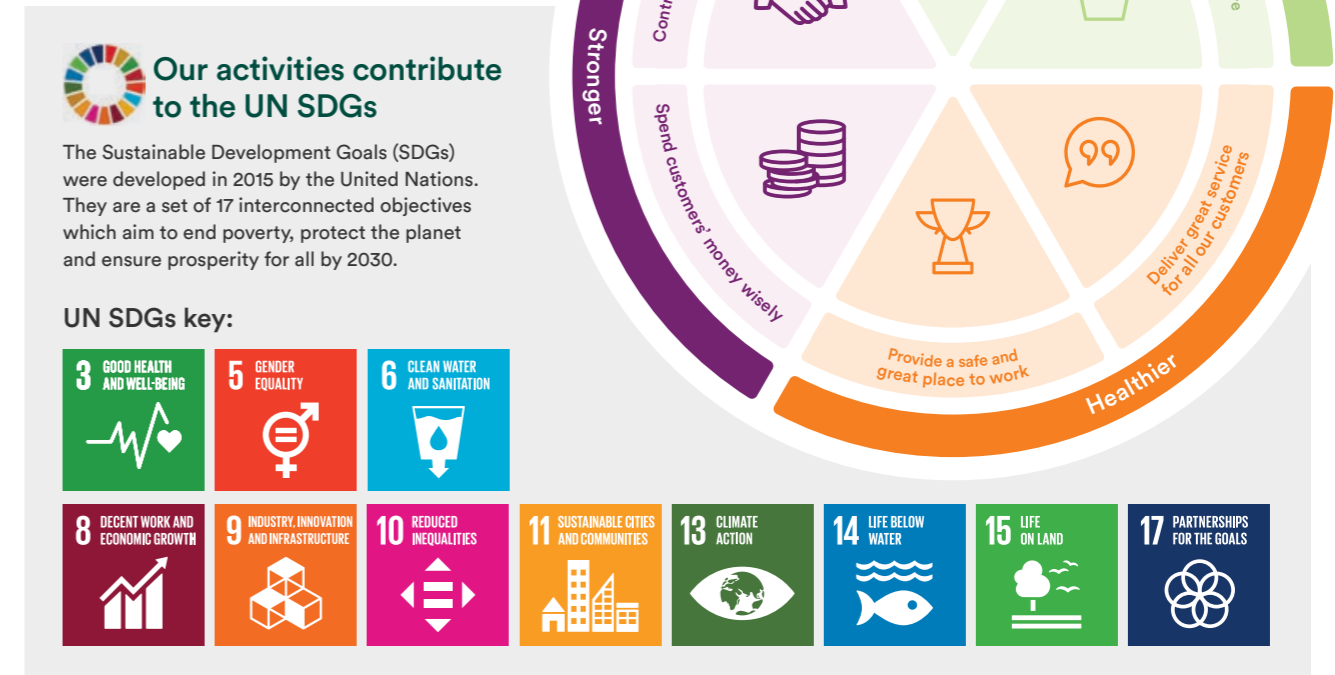 Our activities contribute
to the UN SDGs
The Sustainable Development Goals (SDGs)
were developed in 2015 by the United Nations.
They are a set of 17 interconnected objectives
which aim to end poverty, protect the planet
and ensure prosperity for all by 2030.
UN SDGs key:
3 GOOD HEALTH
AND WELL-BEING
5 GENDER
EQUALITY
6 CLEAN WATER
AND SANITATION
8 DECENT WORK AND
ECONOMIC GROWTH
9 INDUSTRY, INNOVATION
AND INFRASTRUCTURE
10 REDUCED
INEQUALITIES
11 SUSTAINABLE CITIES
AND COMMUNITIES
13 CLIMATE
ACTION
14 LIFE BELOW
WATER
15 LIFE
ON LAND
17 PARTNERSHIPS
FOR THE GOALS
Stronger
Spend customers' money wisely
Provide a safe and
great place to work
Deliver great service
for all our customers
Healthier